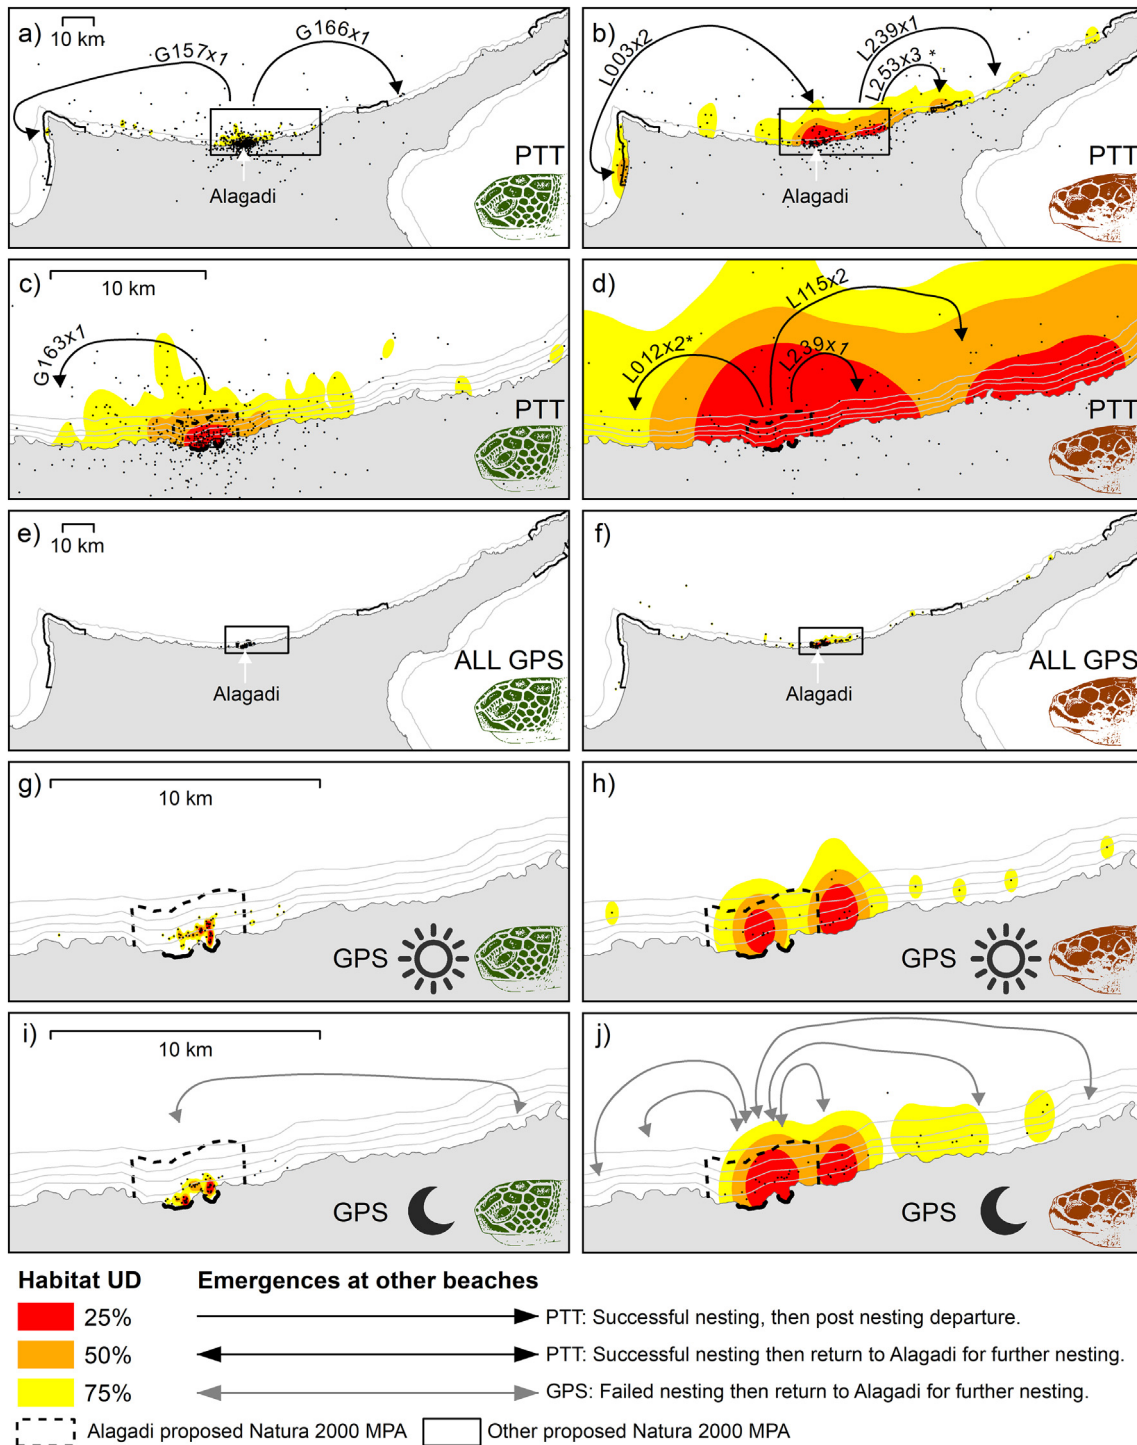 a)
10 km
G157x1
G166x1
Alagadi
PTT
b)
L003x2
L239x1
L253x3 *
Alagadi
PTT
c)
10 km
G163x1
PTT
d)
L115x2
L012x2*
L239x1
PTT
e)
10 km
Alagadi
ALL GPS
f)
Alagadi
ALL GPS
g)
10 km
GPS
h)
GPS
i)
10 km
GPS
j)
GPS
Habitat UD
25%
50%
75%
Emergences at other beaches
PTT: Successful nesting, then post nesting departure.
PTT: Successful nesting then return to Alagadi for further nesting.
GPS: Failed nesting then return to Alagadi for further nesting.
Alagadi proposed Natura 2000 MPA
Other proposed Natura 2000 MPA